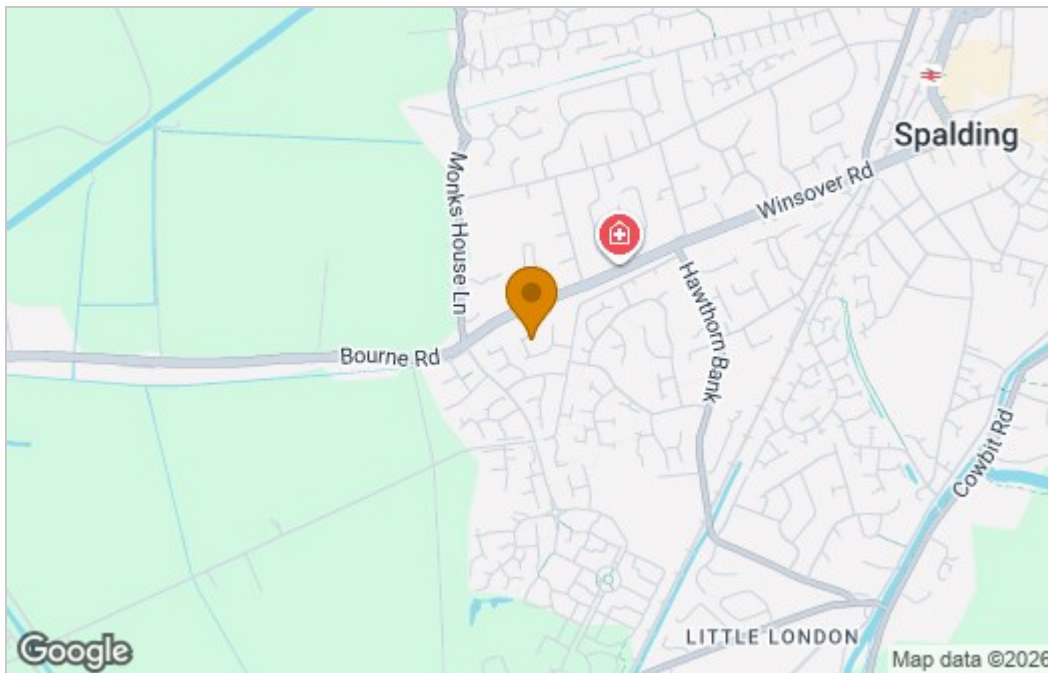 Spalding
Winsover Rd
Monks House Ln
Hawthorn Bank
Bourne Rd
Cowbit Rd
LITTLE LONDON
Google
Map data ©2026